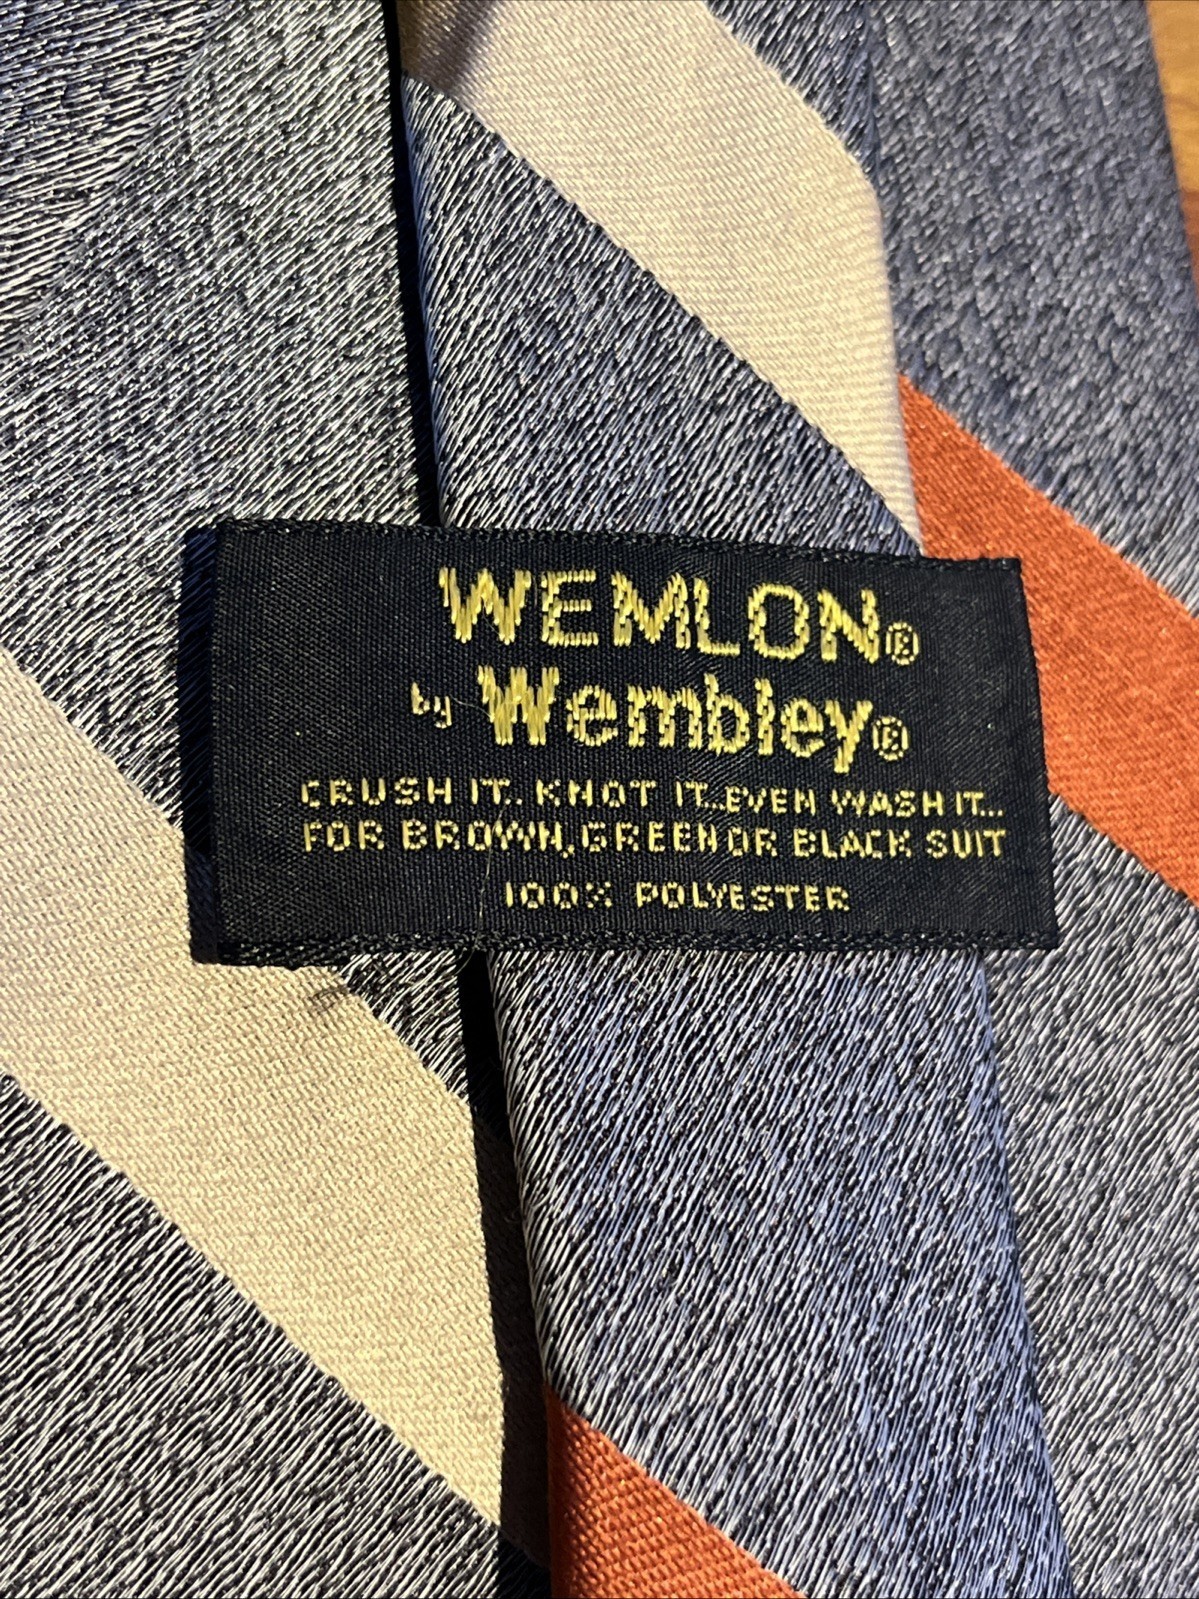 WEMLON®
by Wembley®
CRUSH IT.. KNOT IT..EVEN WASH IT...
FOR BROWN, GREEN OR BLACK SUIT
100% POLYESTER